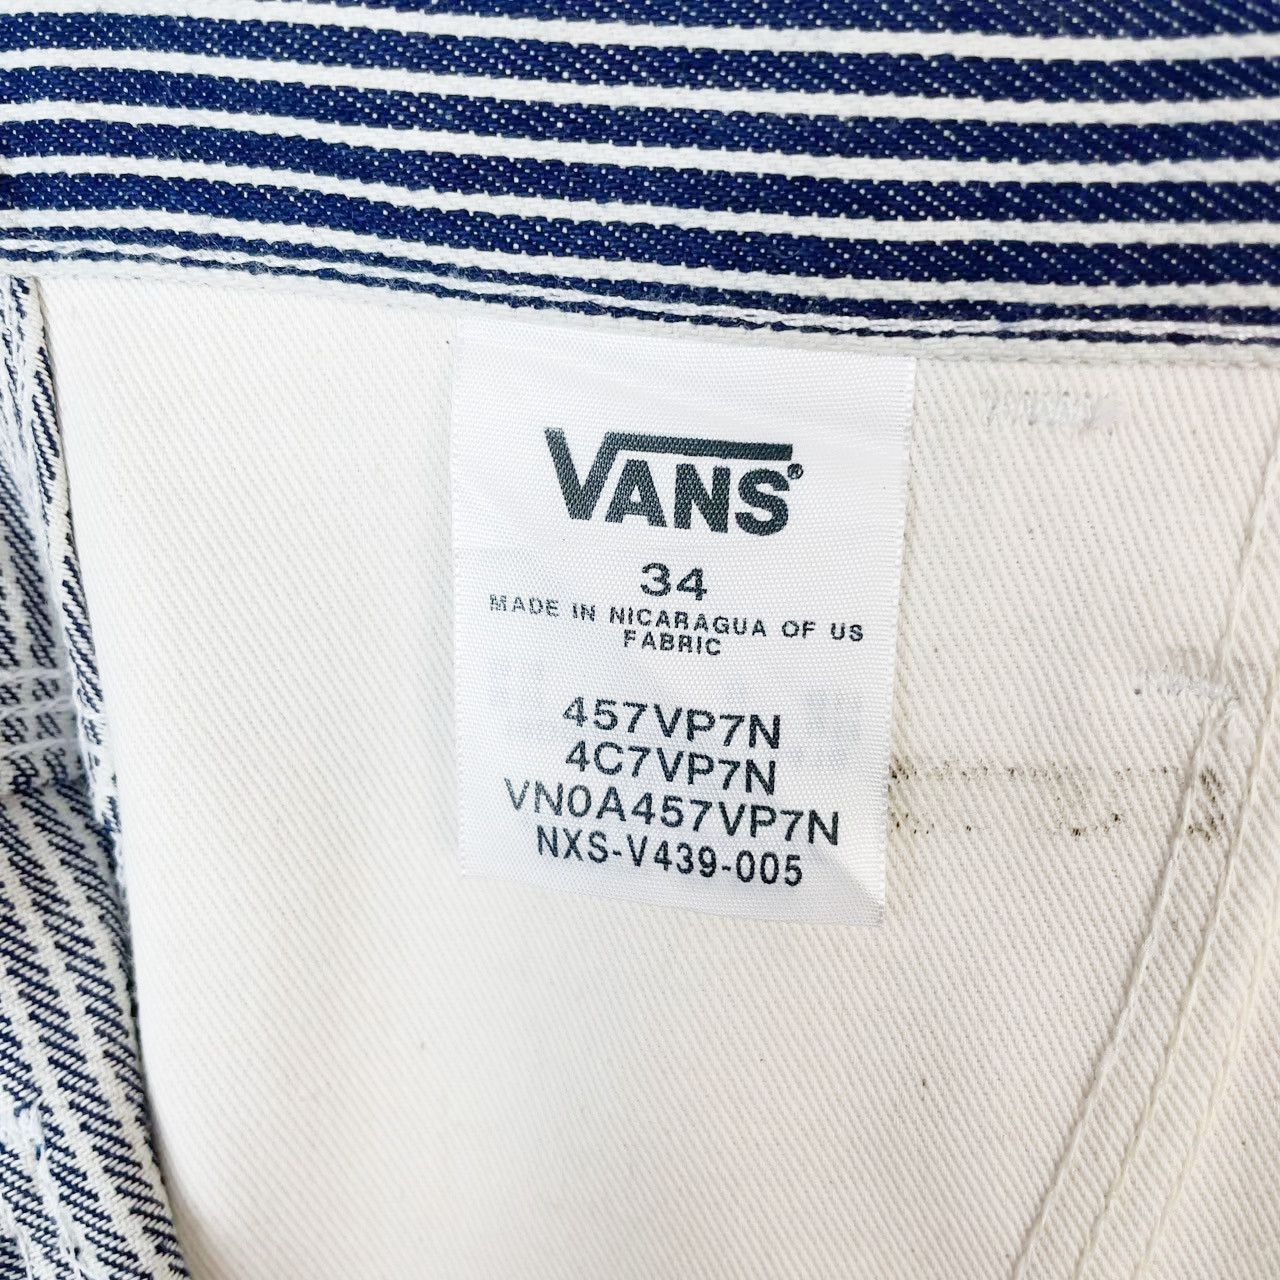 VANS®
34
MADE IN NICARAGUA OF US
FABRIC
457VP7N
4C7VP7N
VN0A457VP7N
NXS-V439-005